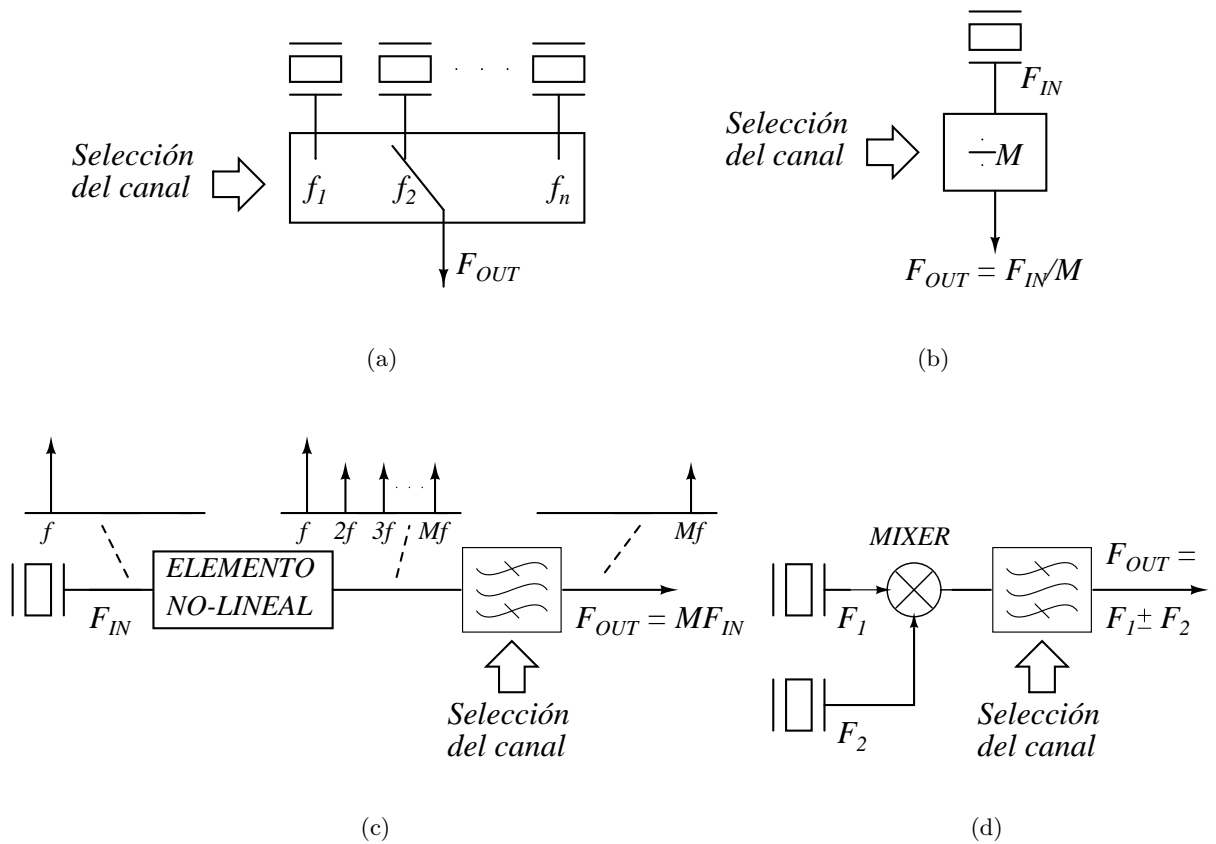 Selección
del canal
f1 f2 . . . fn
FOUT
(a)
FIN
Selección
del canal
÷M
FOUT = FIN/M
(b)
f
f 2f 3f . . . Mf
Mf
ELEMENTO
NO-LINEAL
FIN
FOUT = MFIN
Selección
del canal
(c)
MIXER
F1
F2
FOUT =
F1 ± F2
Selección
del canal
(d)